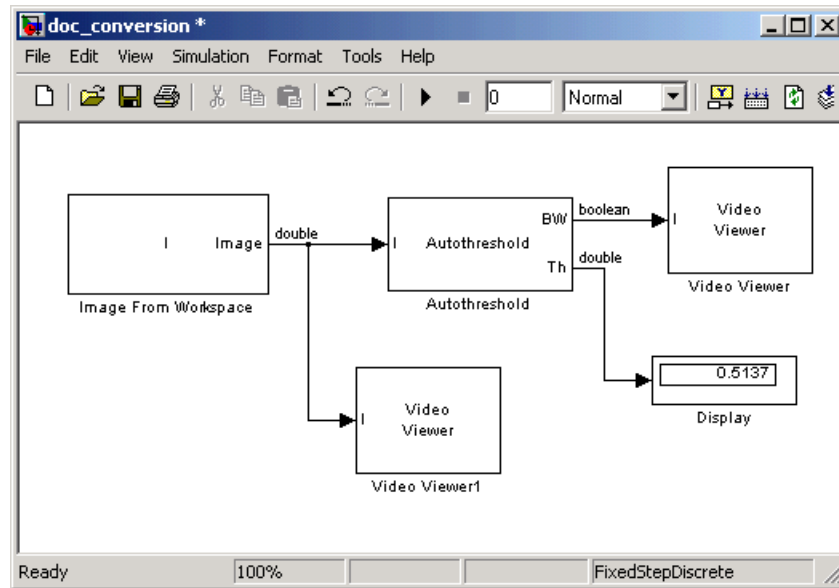 doc_conversion *
File Edit View Simulation Format Tools Help
0 Normal
I Image
Image From Workspace
double
I Autothreshold BW Th
Autothreshold
boolean
double
I Video
Viewer
Video Viewer
0.5137
Display
I Video
Viewer
Video Viewer1
Ready 100% FixedStepDiscrete